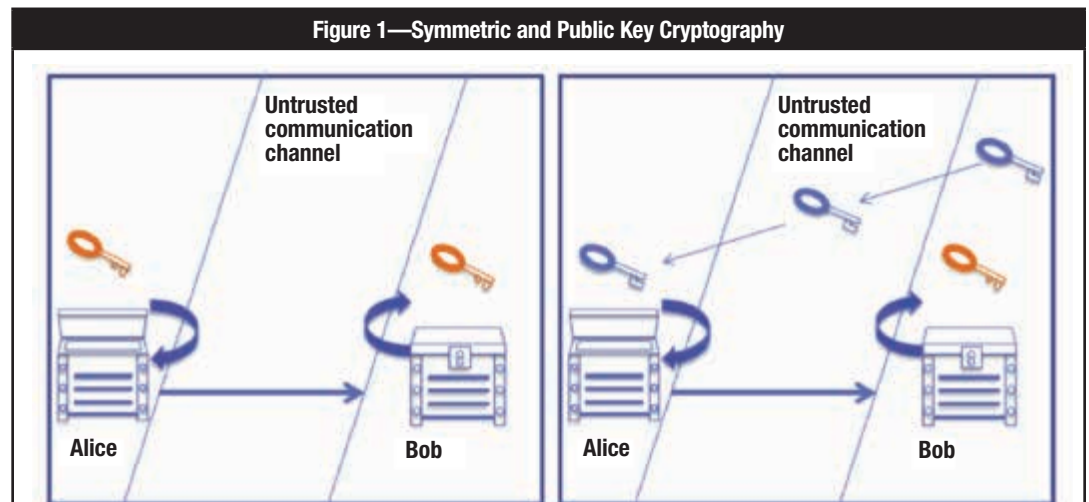 Figure 1—Symmetric and Public Key Cryptography
Untrusted
communication
channel
Alice
Bob
Untrusted
communication
channel
Alice
Bob